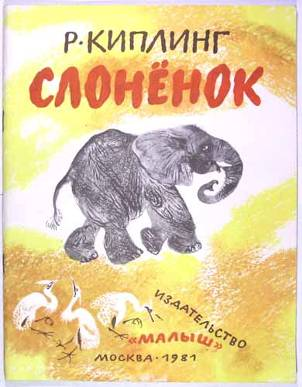 Р·КИПЛИНГ
СЛОНЁНОК
ИЗДАТЕЛЬСТВО
«МАЛЫШ»
МОСКВА·1981